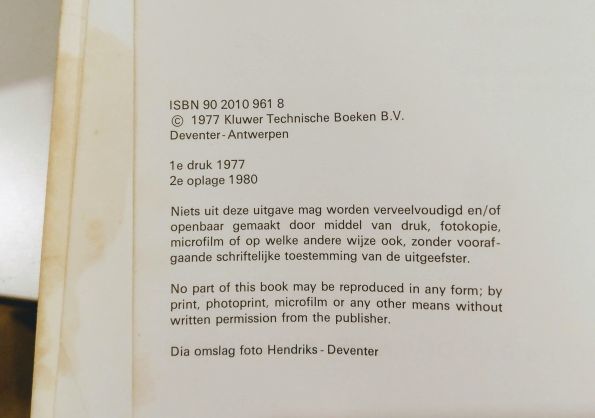 ISBN 90 2010 961 8
© 1977 Kluwer Technische Boeken B.V.
Deventer-Antwerpen
1e druk 1977
2e oplage 1980
Niets uit deze uitgave mag worden verveelvoudigd en/of
openbaar gemaakt door middel van druk, fotokopie,
microfilm of op welke andere wijze ook, zonder vooraf-
gaande schriftelijke toestemming van de uitgeefster.
No part of this book may be reproduced in any form; by
print, photoprint, microfilm or any other means without
written permission from the publisher.
Dia omslag foto Hendriks - Deventer